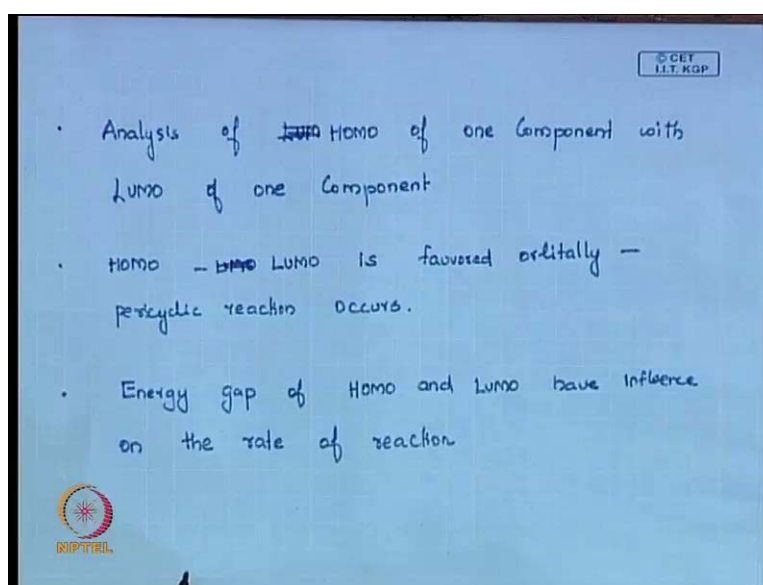 © CET
I.I.T. KGP
• Analysis of HOMO of one Component with
LUMO of one Component
• HOMO - LUMO is favored orbitally -
pericyclic reaction occurs.
• Energy gap of HOMO and LUMO have influence
on the rate of reaction
NPTEL